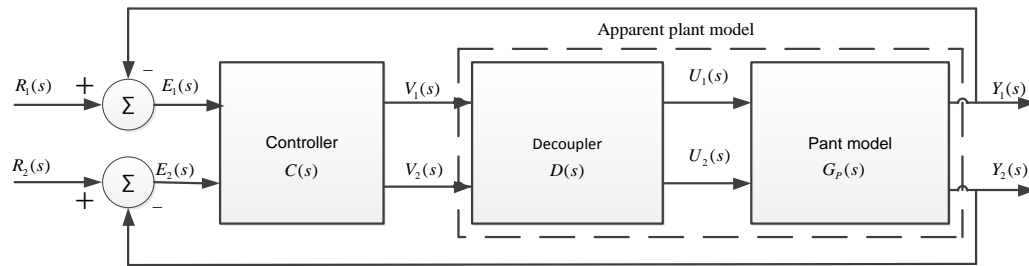 Apparent plant model
R₁(s)
+
−
Σ
E₁(s)
V₁(s)
U₁(s)
Y₁(s)
Controller
C(s)
Decoupler
D(s)
Pant model
G_P(s)
R₂(s)
+
−
Σ
E₂(s)
V₂(s)
U₂(s)
Y₂(s)